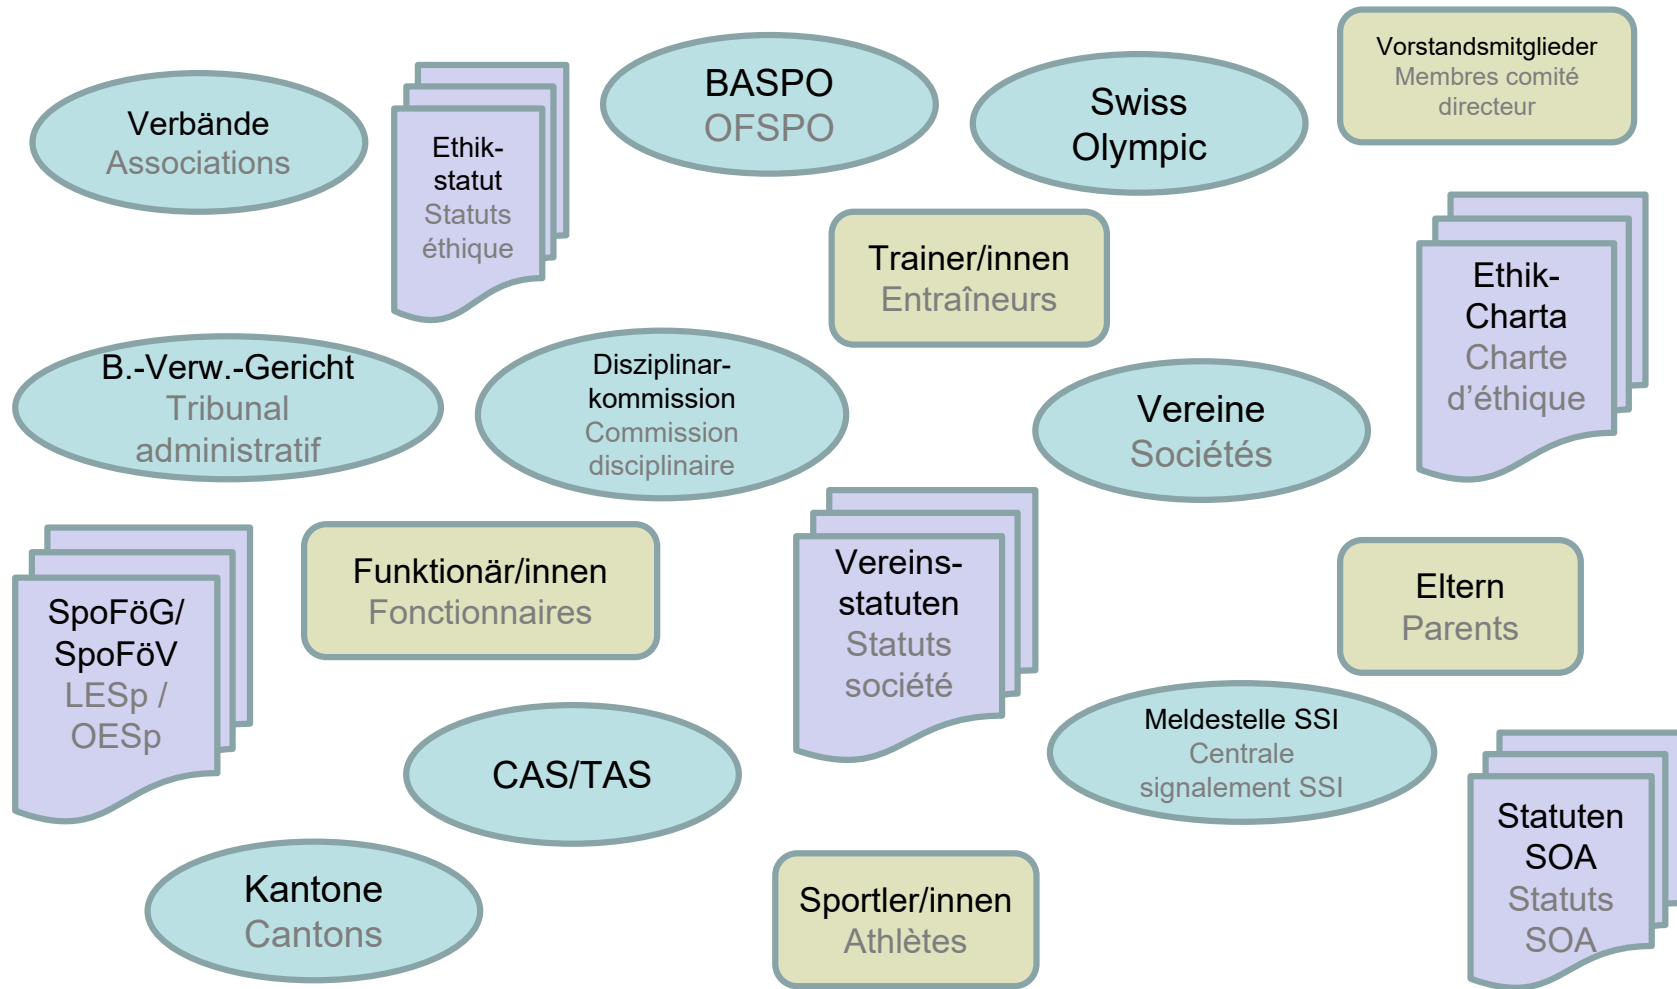 Verbände
Associations
Ethik-
statut
Statuts
éthique
BASPO
OFSPO
Swiss
Olympic
Vorstandsmitglieder
Membres comité
directeur
Trainer/innen
Entraîneurs
Ethik-
Charta
Charte
d’éthique
B.-Verw.-Gericht
Tribunal
administratif
Disziplinar-
kommission
Commission
disciplinaire
Vereine
Sociétés
SpoFöG/
SpoFöV
LESp /
OESp
Funktionär/innen
Fonctionnaires
Vereins-
statuten
Statuts
société
Eltern
Parents
CAS/TAS
Meldestelle SSI
Centrale
signalement SSI
Statuten
SOA
Statuts
SOA
Kantone
Cantons
Sportler/innen
Athlètes